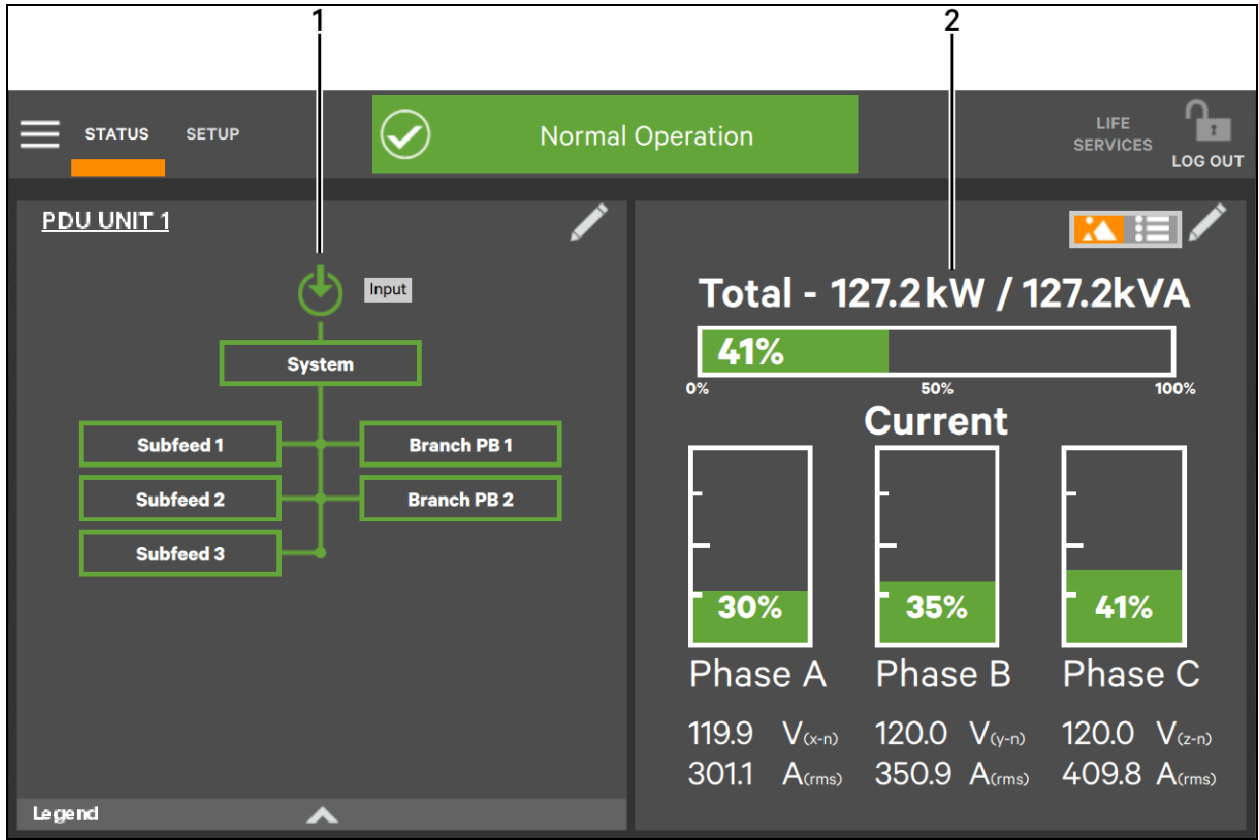 1 2
STATUS SETUP Normal Operation LIFE SERVICES LOG OUT
PDU UNIT 1
Input
System
Subfeed 1 Branch PB 1
Subfeed 2 Branch PB 2
Subfeed 3
Legend
Total - 127.2kW / 127.2kVA
41%
0% 50% 100%
Current
30% 35% 41%
Phase A Phase B Phase C
119.9 V(x-n) 120.0 V(y-n) 120.0 V(z-n)
301.1 A(rms) 350.9 A(rms) 409.8 A(rms)